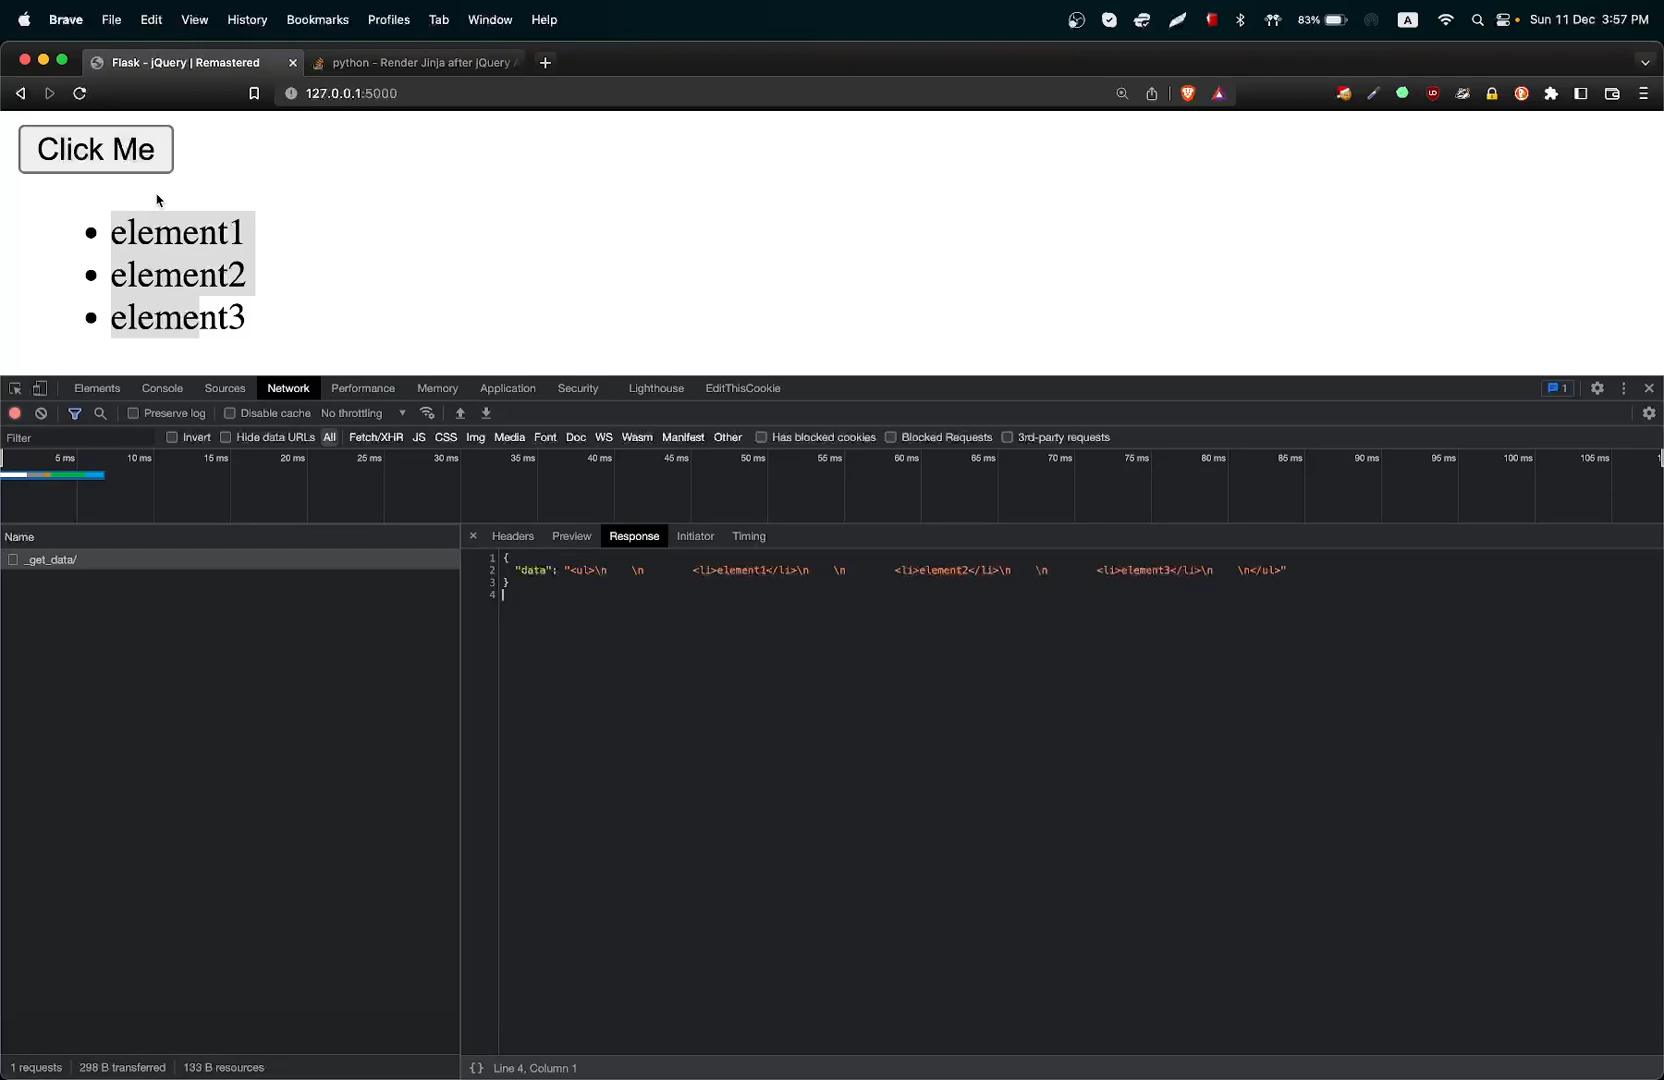 Brave File Edit View History Bookmarks Profiles Tab Window Help 83% A Sun 11 Dec 3:57 PM
Flask - jQuery | Remastered python - Render Jinja after jQuery
127.0.0.1:5000
Click Me
• element1
• element2
• element3
Elements Console Sources Network Performance Memory Application Security Lighthouse EditThisCookie 1
Preserve log Disable cache No throttling
Filter Invert Hide data URLs All Fetch/XHR JS CSS Img Media Font Doc WS Wasm Manifest Other Has blocked cookies Blocked Requests 3rd-party requests
5 ms 10 ms 15 ms 20 ms 25 ms 30 ms 35 ms 40 ms 45 ms 50 ms 55 ms 60 ms 65 ms 70 ms 75 ms 80 ms 85 ms 90 ms 95 ms 100 ms 105 ms
Name Headers Preview Response Initiator Timing
_get_data/
1 {
2 "data": "<ul>\n    \n        <li>element1</li>\n    \n        <li>element2</li>\n    \n        <li>element3</li>\n    \n</ul>"
3 }
4
1 requests 298 B transferred 133 B resources {} Line 4, Column 1